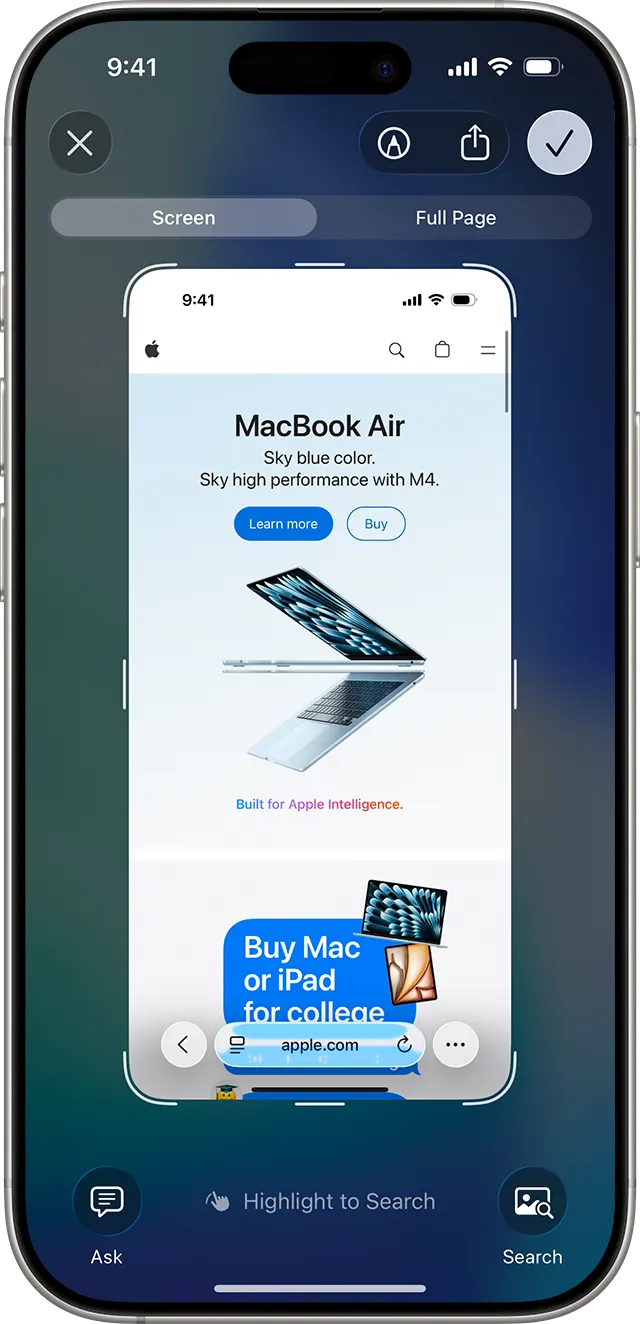 9:41
Screen
Full Page
9:41
MacBook Air
Sky blue color.
Sky high performance with M4.
Learn more
Buy
Built for Apple Intelligence.
Buy Mac
or iPad
for college
apple.com
Highlight to Search
Ask
Search